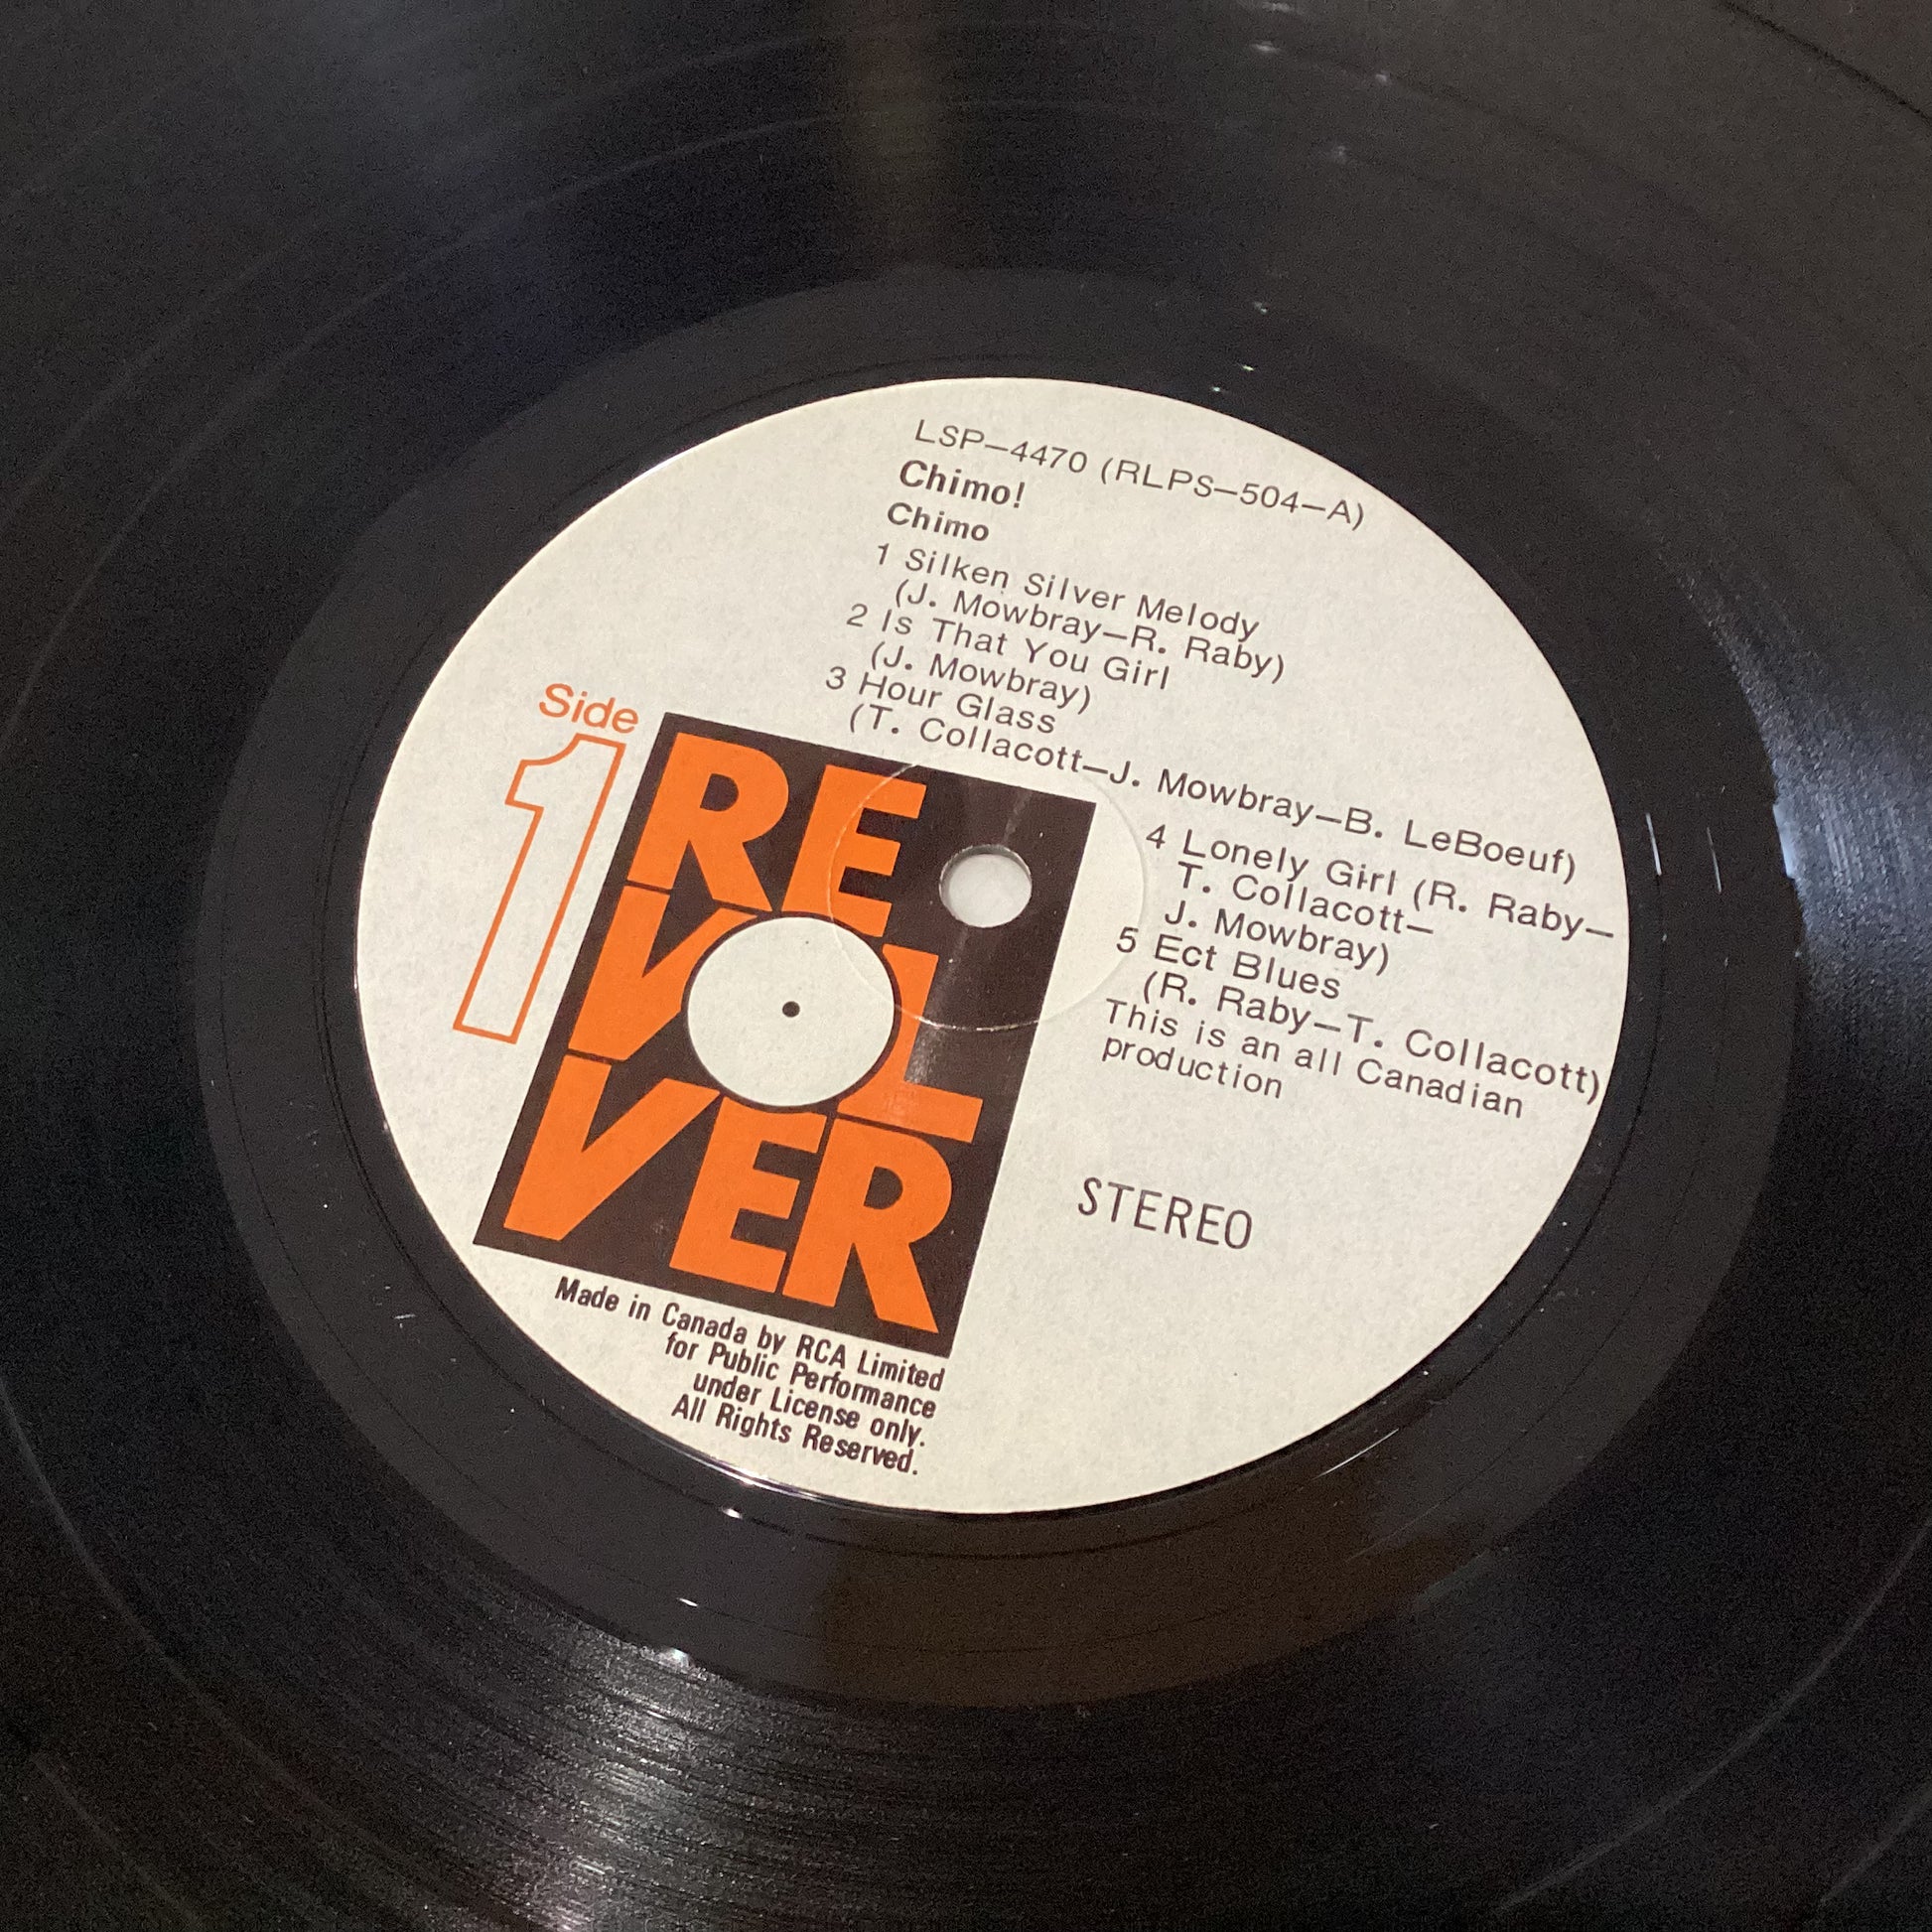 LSP—4470 (RLPS—504—A)
Chimo!
Chimo
1 Silken Silver Melody
(J. Mowbray—R. Raby)
2 Is That You Girl
(J. Mowbray)
3 Hour Glass
(T. Collacott—J. Mowbray—B. LeBoeuf)
4 Lonely Girl (R. Raby—
T. Collacott—
J. Mowbray)
5 Ect Blues
(R. Raby—T. Collacott)
This is an all Canadian
production
STEREO
Side
1
RE
VOL
VER
Made in Canada by RCA Limited
for Public Performance
under License only.
All Rights Reserved.